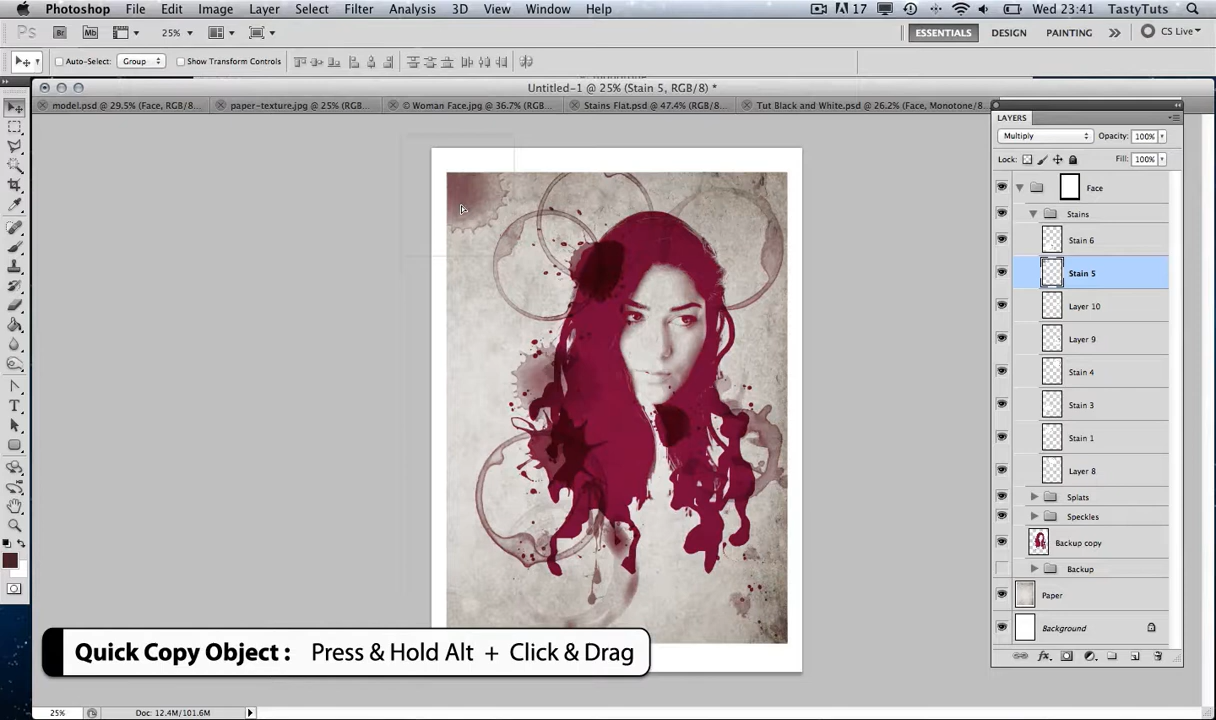 Photoshop File Edit Image Layer Select Filter Analysis 3D View Window Help 17 Wed 23:41 TastyTuts
Ps Br Mb 25% ESSENTIALS DESIGN PAINTING CS Live
Auto-Select: Group Show Transform Controls
Untitled-1 @ 25% (Stain 5, RGB/8) *
model.psd @ 29.5% (Face, RGB/8... paper-texture.jpg @ 25% (RGB... © Woman Face.jpg @ 36.7% (RGB... Stains Flat.psd @ 47.4% (RGB/8... Tut Black and White.psd @ 26.2% (Face, Monotone/8...
LAYERS
Multiply Opacity: 100%
Lock: Fill: 100%
Face
Stains
Stain 6
Stain 5
Layer 10
Layer 9
Stain 4
Stain 3
Stain 1
Layer 8
Splats
Speckles
Backup copy
Backup
Paper
Background
Quick Copy Object : Press & Hold Alt + Click & Drag
25% Doc: 12.4M/101.6M